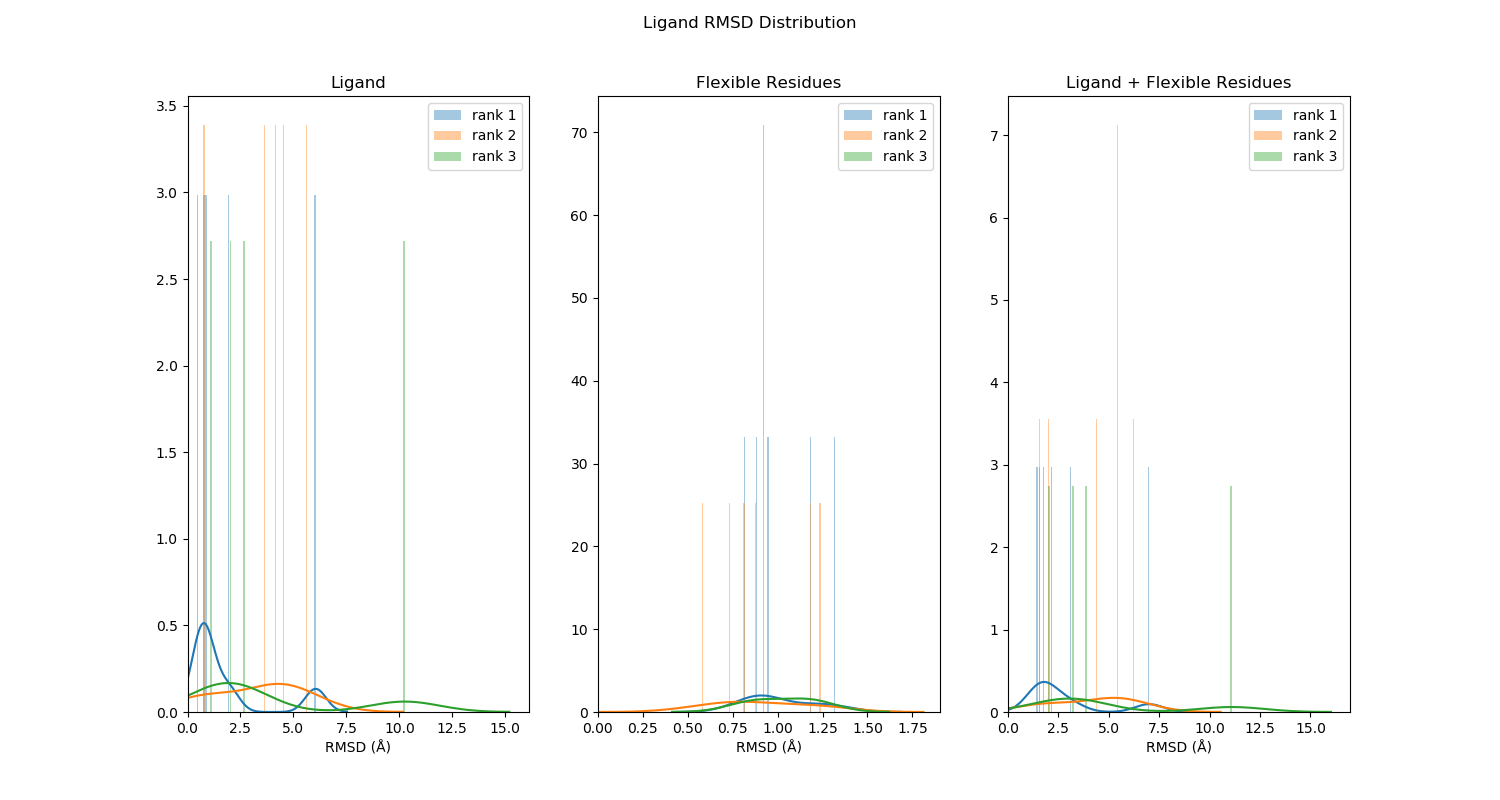 Ligand RMSD Distribution
Ligand
3.5
3.0
2.5
2.0
1.5
1.0
0.5
0.0
0.0 2.5 5.0 7.5 10.0 12.5 15.0
RMSD (Å)
rank 1
rank 2
rank 3
Flexible Residues
70
60
50
40
30
20
10
0
0.00 0.25 0.50 0.75 1.00 1.25 1.50 1.75
RMSD (Å)
rank 1
rank 2
rank 3
Ligand + Flexible Residues
7
6
5
4
3
2
1
0
0.0 2.5 5.0 7.5 10.0 12.5 15.0
RMSD (Å)
rank 1
rank 2
rank 3